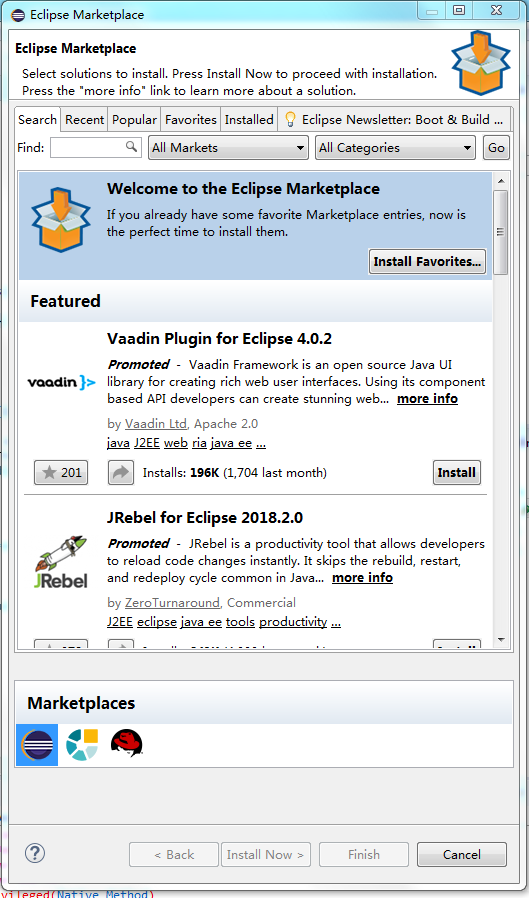 Eclipse Marketplace
Eclipse Marketplace
Select solutions to install. Press Install Now to proceed with installation.
Press the "more info" link to learn more about a solution.
Search Recent Popular Favorites Installed Eclipse Newsletter: Boot & Build ...
Find: All Markets All Categories Go
Welcome to the Eclipse Marketplace
If you already have some favorite Marketplace entries, now is
the perfect time to install them.
Install Favorites...
Featured
Vaadin Plugin for Eclipse 4.0.2
Promoted - Vaadin Framework is an open source Java UI
library for creating rich web user interfaces. Using its component
based API developers can create stunning web... more info
vaadin }>
by Vaadin Ltd, Apache 2.0
java J2EE web ria java ee ...
201 Installs: 196K (1,704 last month) Install
JRebel for Eclipse 2018.2.0
Promoted - JRebel is a productivity tool that allows developers
to reload code changes instantly. It skips the rebuild, restart,
and redeploy cycle common in Java... more info
JRebel
by ZeroTurnaround, Commercial
J2EE eclipse java ee tools productivity ...
Marketplaces
? < Back Install Now > Finish Cancel
vileged(Native Method)